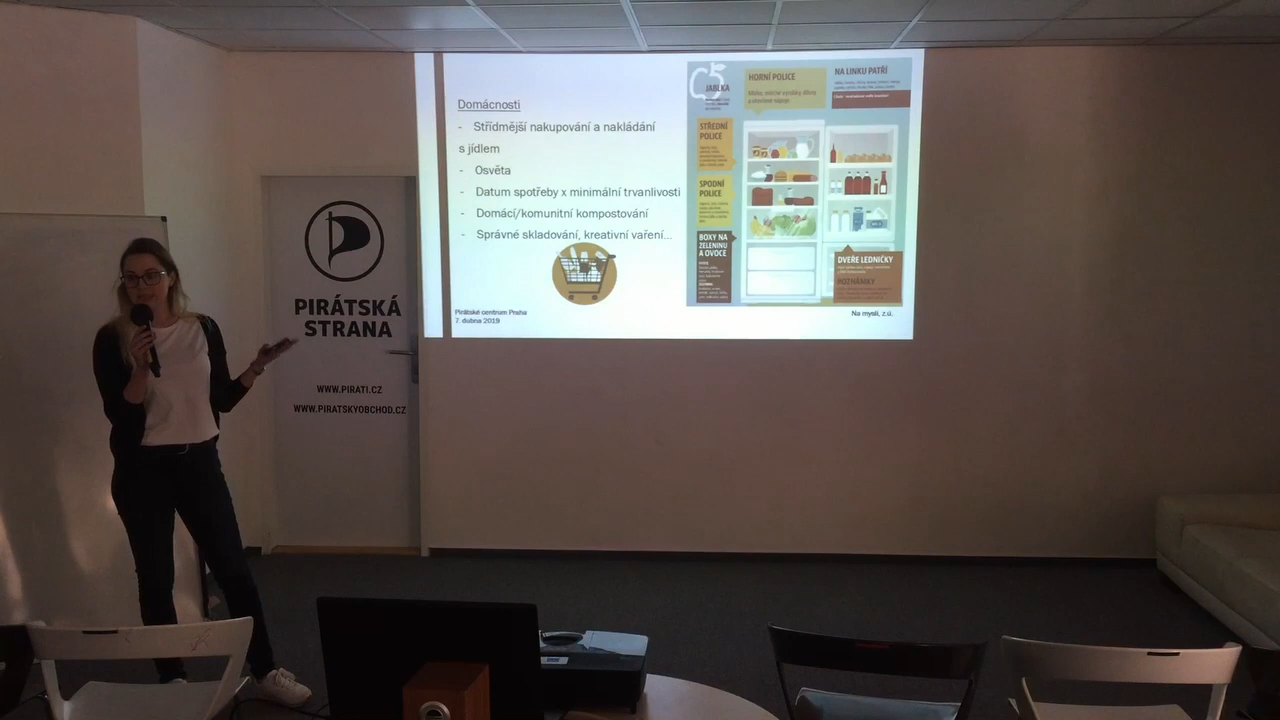 Domácnosti
- Střídmější nakupování a nakládání
s jídlem
- Osvěta
- Datum spotřeby x minimální trvanlivosti
- Domácí/komunitní kompostování
- Správné skladování, kreativní vaření...
Pirátské centrum Praha
7. dubna 2019
Na mysli, z.ú.
JABLKA
HORNÍ POLICE
NA LINKU PATŘÍ
STŘEDNÍ
POLICE
SPODNÍ
POLICE
BOXY NA
ZELENINU
A OVOCE
DVEŘE LEDNIČKY
POZNÁMKY
PIRÁTSKÁ
STRANA
WWW.PIRATI.CZ
WWW.PIRATSKYOBCHOD.CZ